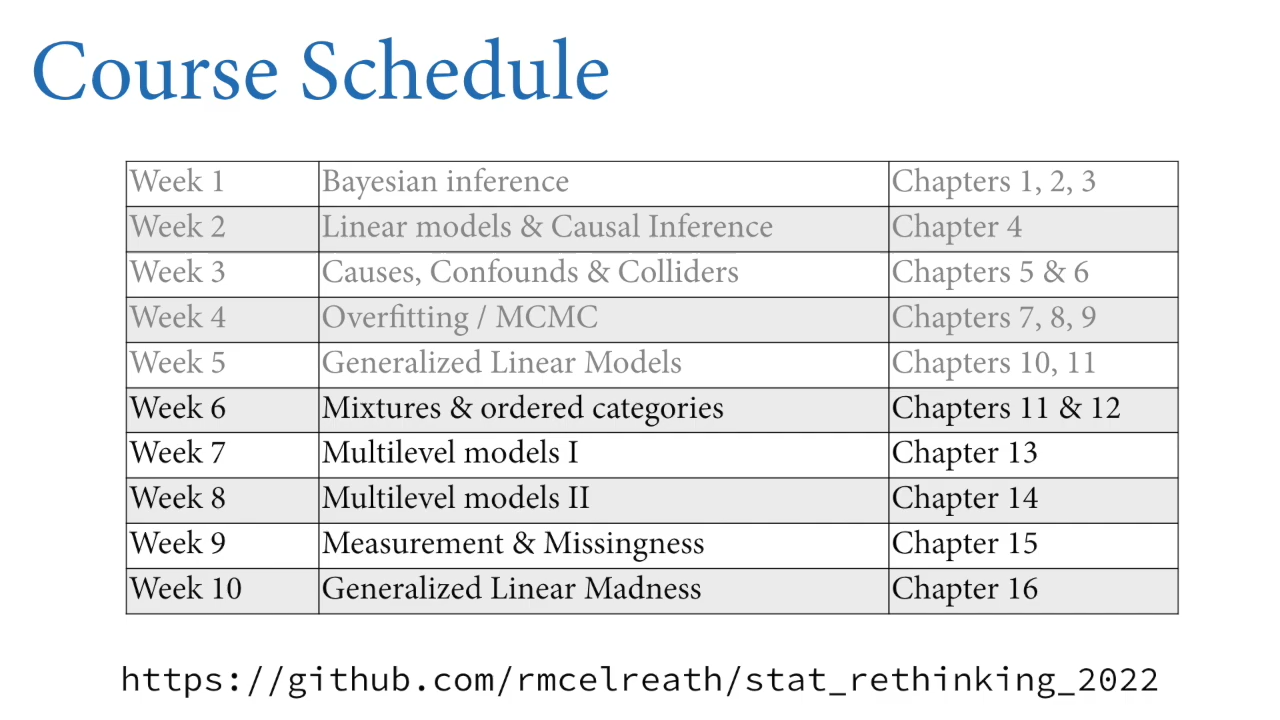 Course Schedule
Week 1 Bayesian inference Chapters 1, 2, 3
Week 2 Linear models & Causal Inference Chapter 4
Week 3 Causes, Confounds & Colliders Chapters 5 & 6
Week 4 Overfitting / MCMC Chapters 7, 8, 9
Week 5 Generalized Linear Models Chapters 10, 11
Week 6 Mixtures & ordered categories Chapters 11 & 12
Week 7 Multilevel models I Chapter 13
Week 8 Multilevel models II Chapter 14
Week 9 Measurement & Missingness Chapter 15
Week 10 Generalized Linear Madness Chapter 16
https://github.com/rmcelreath/stat_rethinking_2022